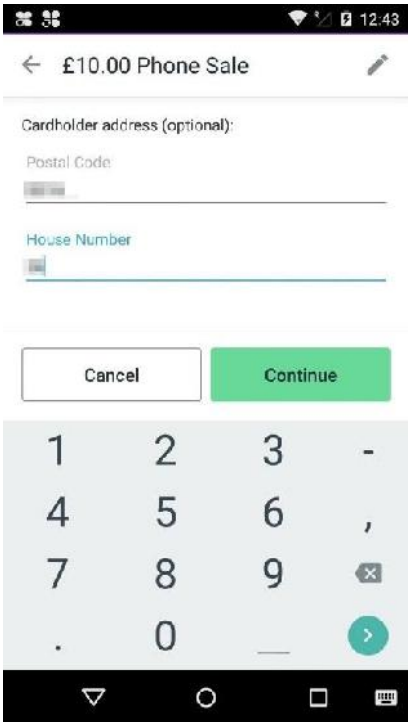 12:43
£10.00 Phone Sale
Cardholder address (optional):
Postal Code
House Number
Cancel Continue
1 2 3 -
4 5 6 ,
7 8 9
. 0 _